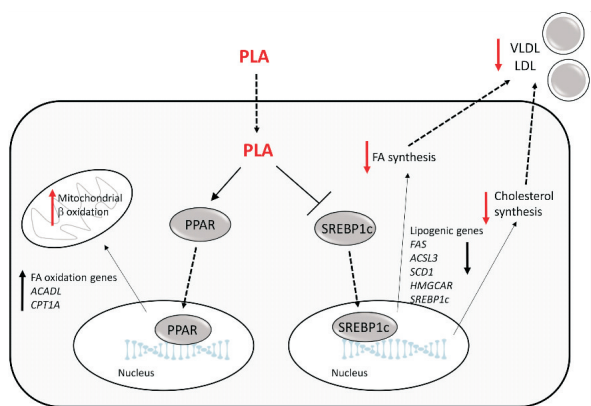 PLA
VLDL
LDL
PLA
FA synthesis
Mitochondrial
β oxidation
Cholesterol
synthesis
PPAR
SREBP1c
Lipogenic genes
FAS
ACSL3
SCD1
HMGCAR
SREBP1c
FA oxidation genes
ACADL
CPT1A
PPAR
SREBP1c
Nucleus
Nucleus